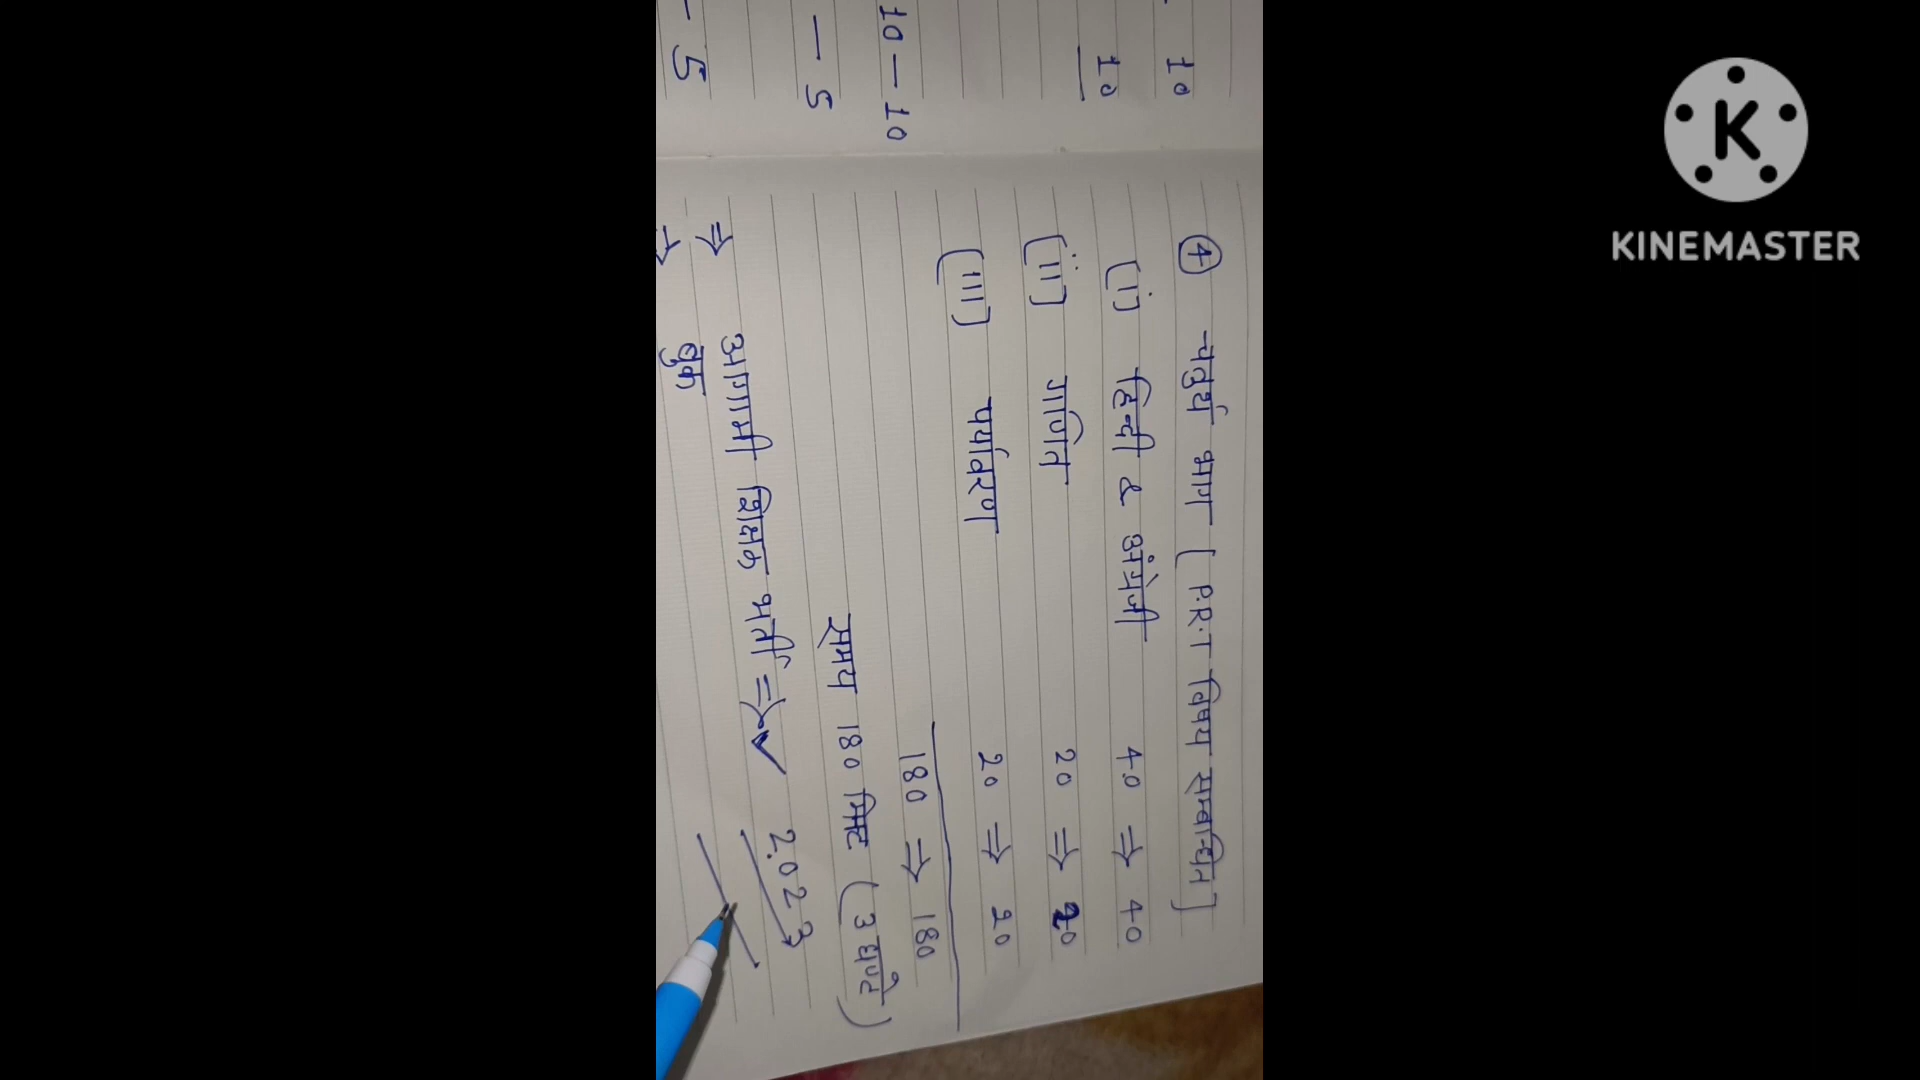 10
10
10 — 10
— 5
- 5
④ चतुर्थ भाग [P.R.T विषय सम्बन्धित]
(i) हिन्दी & अंग्रेजी 40 ⇒ 40
(ii) गणित 20 ⇒ 20
(iii) पर्यावरण 20 ⇒ 20
180 ⇒ 180
समय 180 मिनट (3 घण्टे)
⇒ आगामी शिक्षक भर्ती ⇒ ✓ 2023
⇒ बुक
K
KINEMASTER